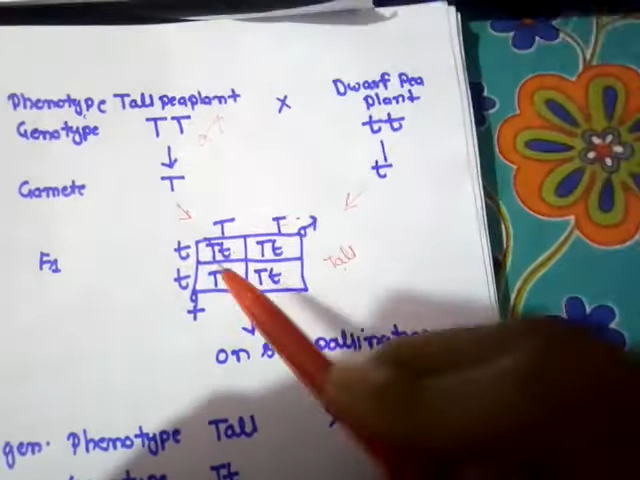 Phenotype Tall peaplant x Dwarf Pea
plant
Genotype TT tt
Gamete T t
T T
t Tt Tt
F1 Tall
t T Tt
on
gen. Phenotype Tall x
Tt